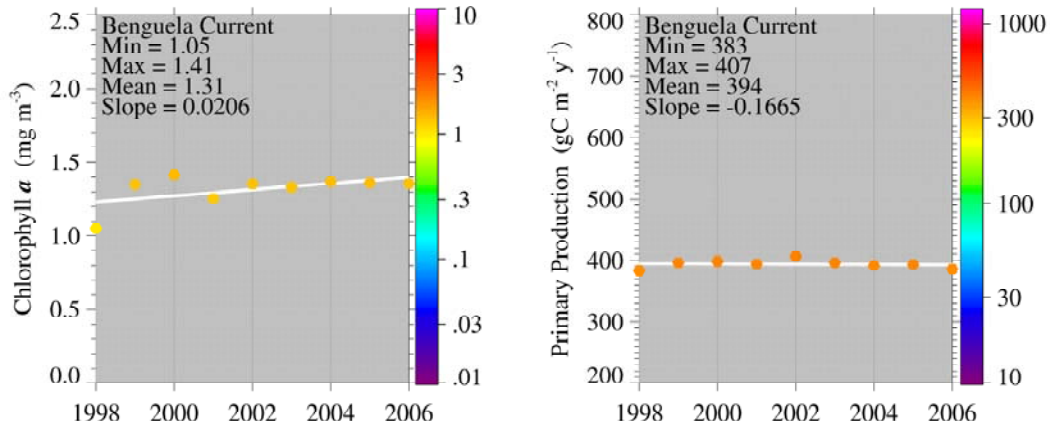 Benguela Current
Min = 1.05
Max = 1.41
Mean = 1.31
Slope = 0.0206
Chlorophyll a (mg m-3)
2.5
2.0
1.5
1.0
0.5
0.0
1998 2000 2002 2004 2006
10
3
1
.3
.1
.03
.01
Benguela Current
Min = 383
Max = 407
Mean = 394
Slope = -0.1665
Primary Production (gC m-2 y-1)
800
700
600
500
400
300
200
1998 2000 2002 2004 2006
1000
300
100
30
10